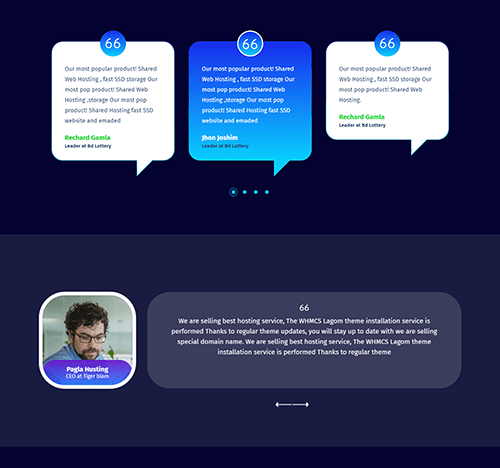 66
Our most popular product! Shared
Web Hosting , fast SSD storage Our
most pop product! Shared Web
Hosting ,storage Our most pop
product! Shared Hosting fast SSD
website and emaded
Rechard Gamla
Leader at Bd Lottery
66
Our most popular product! Shared
Web Hosting , fast SSD storage Our
most pop product! Shared Web
Hosting ,storage Our most pop
product! Shared Hosting fast SSD
website and emaded
Jhon Joshim
Leader at Bd Lottery
66
Our most popular product! Shared
Web Hosting , fast SSD storage Our
most pop product! Shared Web
Hosting.
Rechard Gamla
Leader at Bd Lottery
Pagla Husting
CEO at Tiger blam
66
We are selling best hosting service, The WHMCS Lagom theme installation service is
performed Thanks to regular theme updates, you will stay up to date with we are selling
special domain name. We are selling best hosting service, The WHMCS Lagom theme
installation service is performed Thanks to regular theme